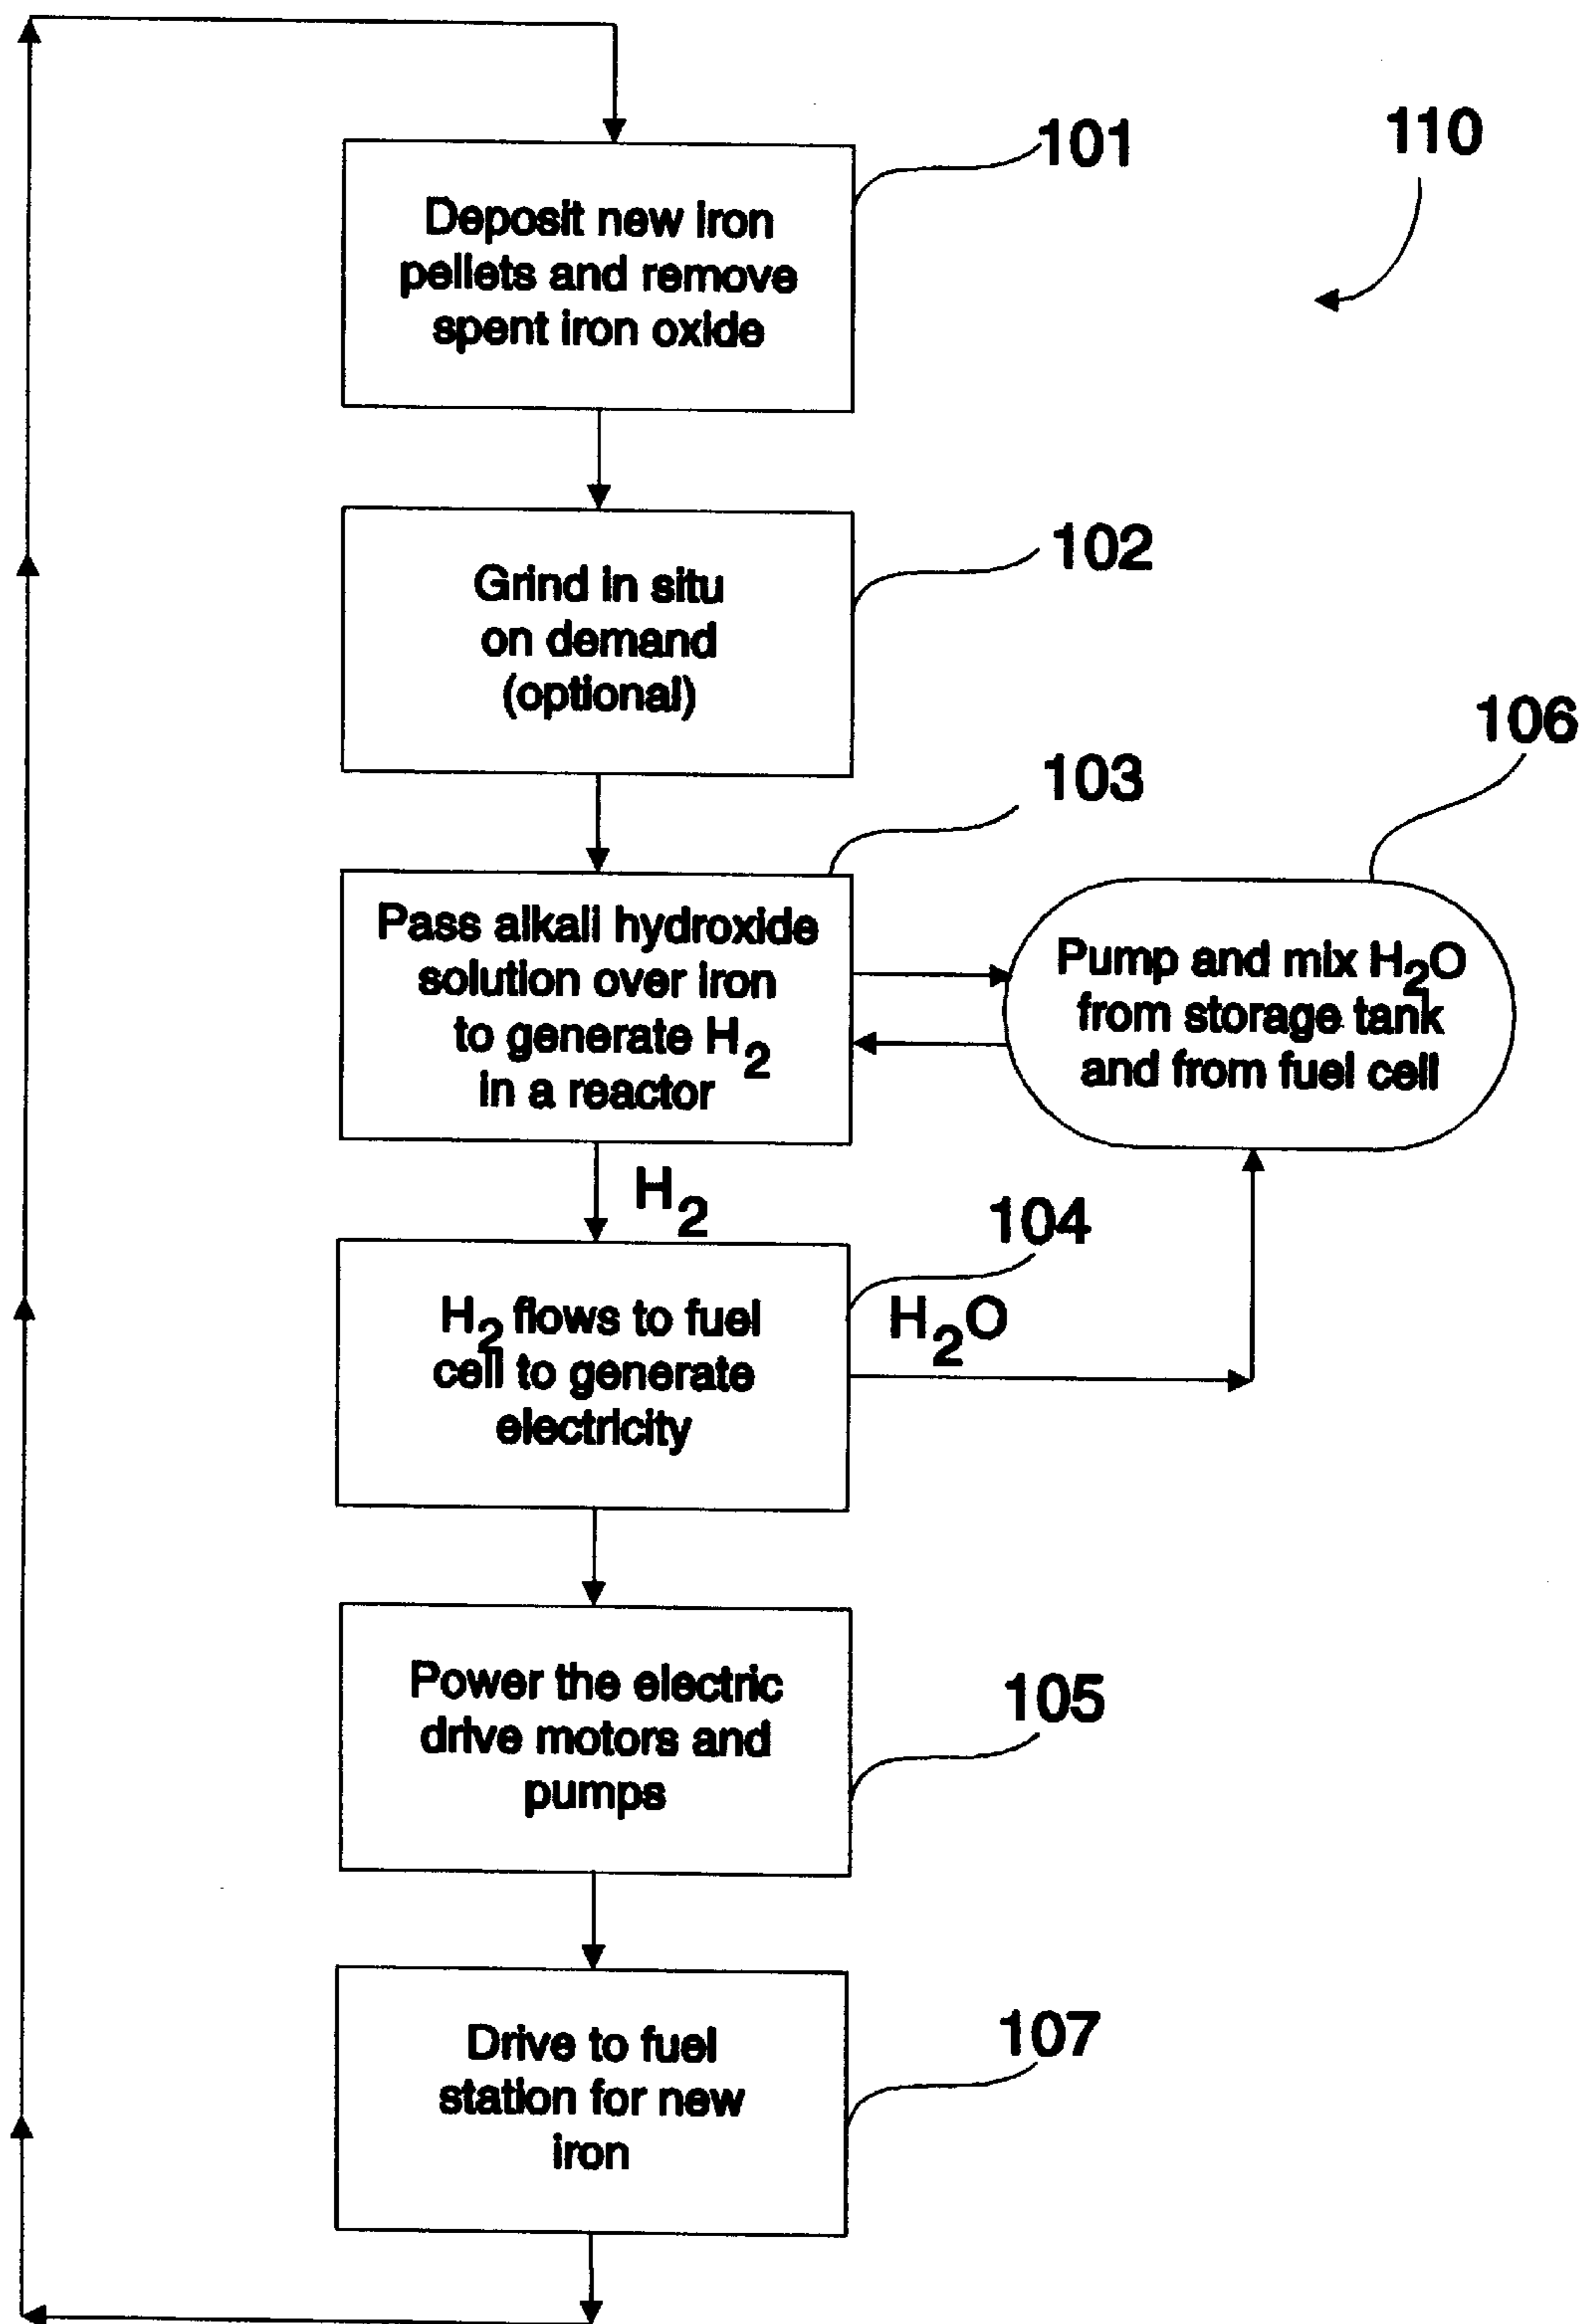 101
110
Deposit new iron
pellets and remove
spent iron oxide
102
Grind in situ
on demand
(optional)
106
103
Pass alkali hydroxide
solution over iron
to generate H₂
in a reactor
Pump and mix H₂O
from storage tank
and from fuel cell
H₂
104
H₂ flows to fuel
cell to generate
electricity
H₂O
Power the electric
drive motors and
pumps
105
Drive to fuel
station for new
iron
107